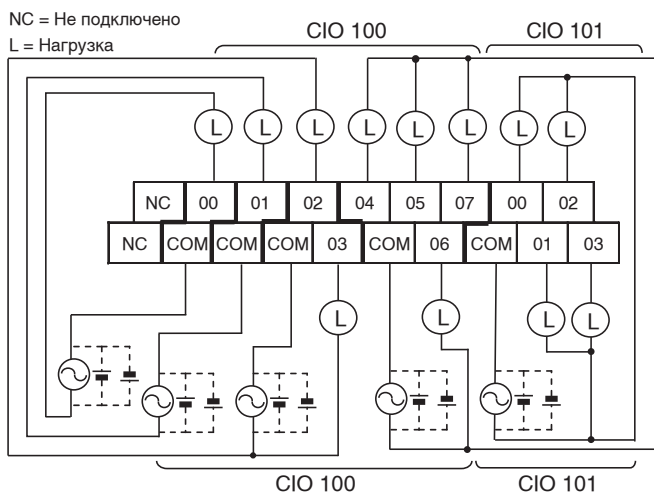 NC = Не подключено
L = Нагрузка
CIO 100
CIO 101
L L L L L L L L
NC 00 01 02 04 05 07 00 02
NC COM COM COM 03 COM 06 COM 01 03
L L L L
CIO 100
CIO 101